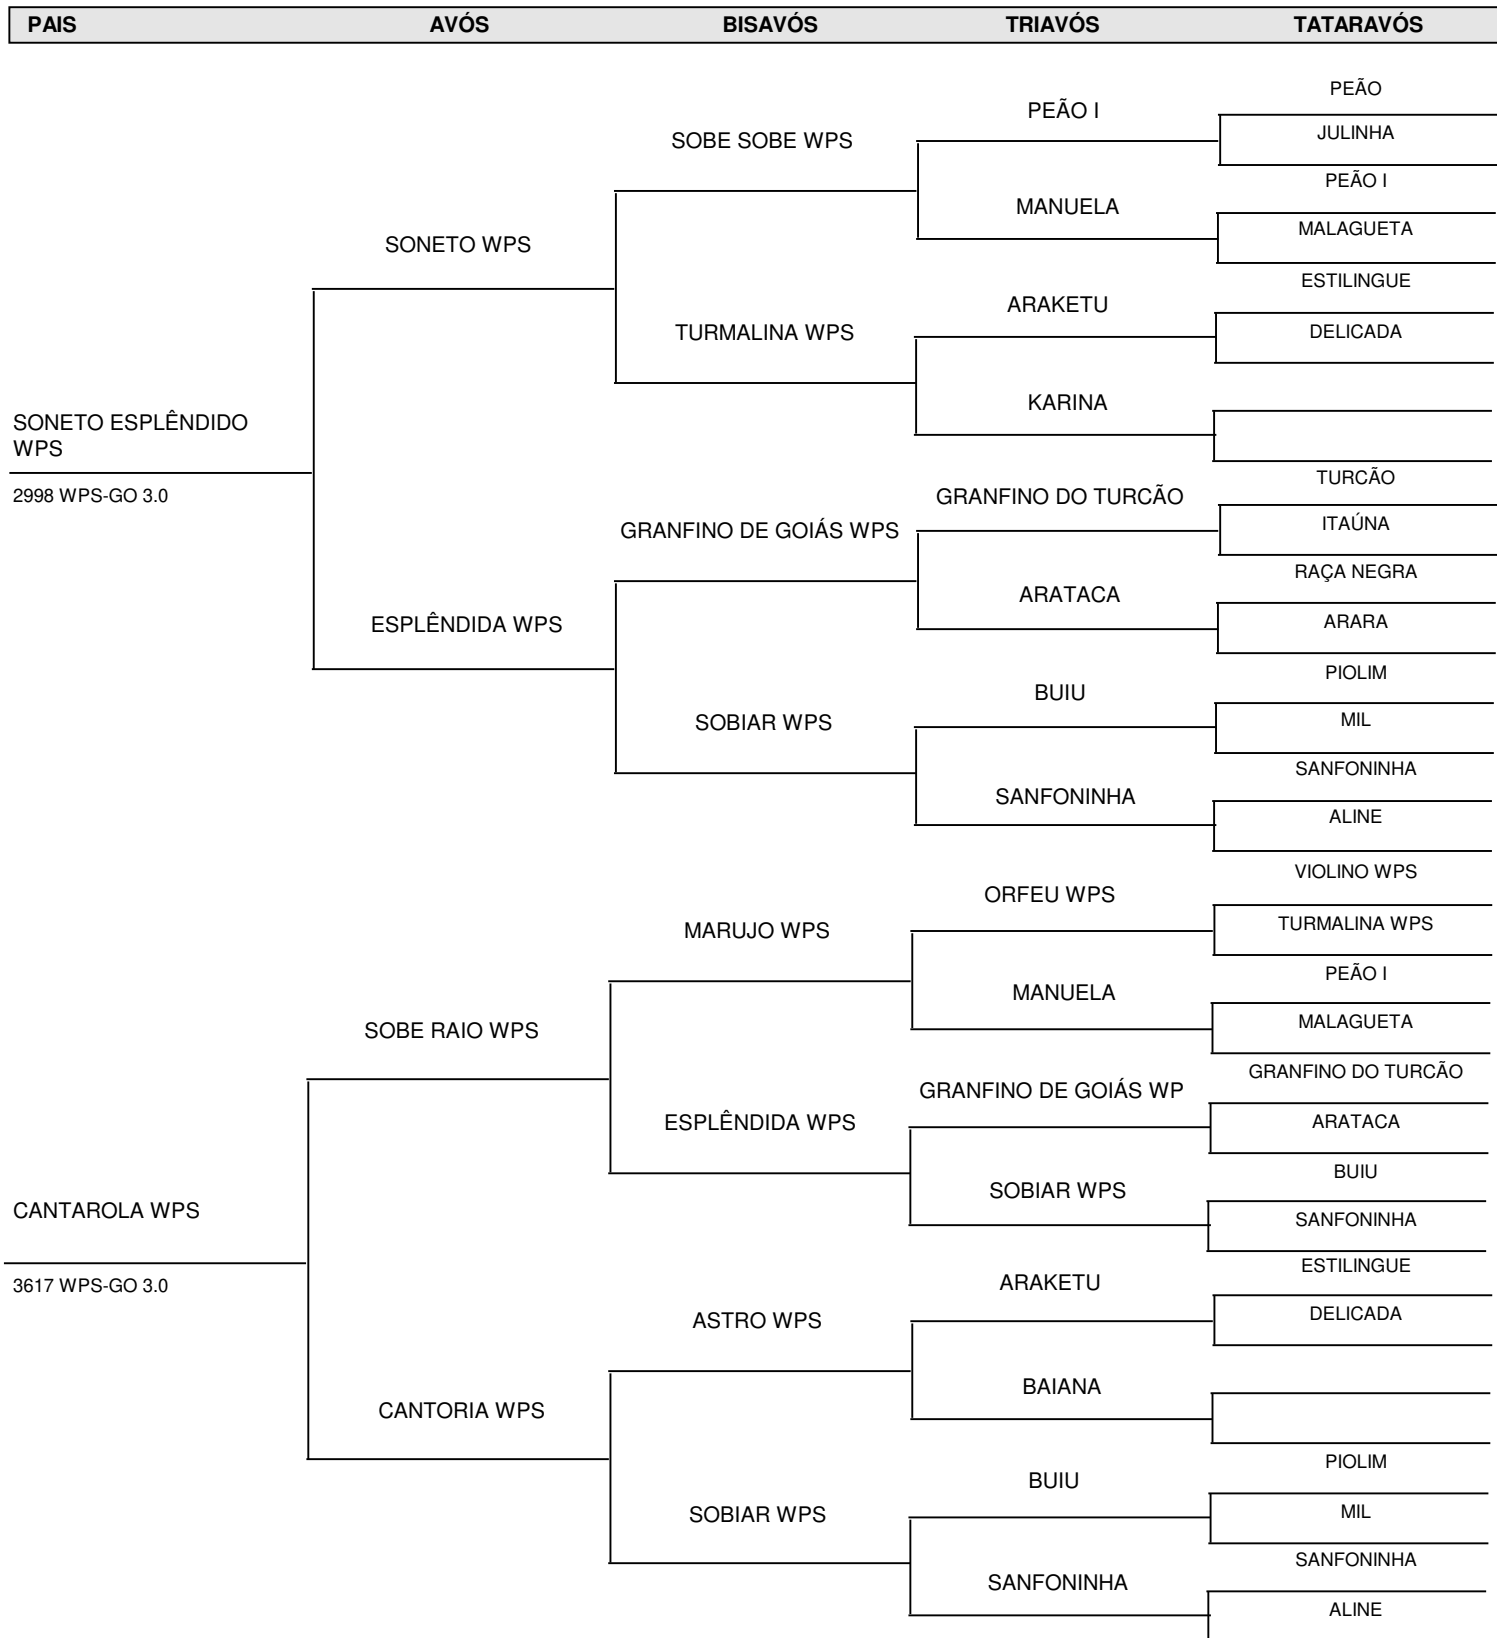 PAIS AVÓS BISAVÓS TRIAVÓS TATARAVÓS
PEÃO
PEÃO I
JULINHA
SOBE SOBE WPS
PEÃO I
MANUELA
MALAGUETA
SONETO WPS
ESTILINGUE
ARAKETU
DELICADA
TURMALINA WPS
KARINA
SONETO ESPLÊNDIDO
WPS
TURCÃO
2998 WPS-GO 3.0
GRANFINO DO TURCÃO
ITAÚNA
GRANFINO DE GOIÁS WPS
RAÇA NEGRA
ARATACA
ARARA
ESPLÊNDIDA WPS
PIOLIM
BUIU
MIL
SOBIAR WPS
SANFONINHA
SANFONINHA
ALINE
VIOLINO WPS
ORFEU WPS
TURMALINA WPS
MARUJO WPS
PEÃO I
MANUELA
MALAGUETA
SOBE RAIO WPS
GRANFINO DO TURCÃO
GRANFINO DE GOIÁS WP
ARATACA
ESPLÊNDIDA WPS
BUIU
SOBIAR WPS
CANTAROLA WPS
SANFONINHA
ESTILINGUE
3617 WPS-GO 3.0
ARAKETU
DELICADA
ASTRO WPS
BAIANA
CANTORIA WPS
PIOLIM
BUIU
MIL
SOBIAR WPS
SANFONINHA
SANFONINHA
ALINE